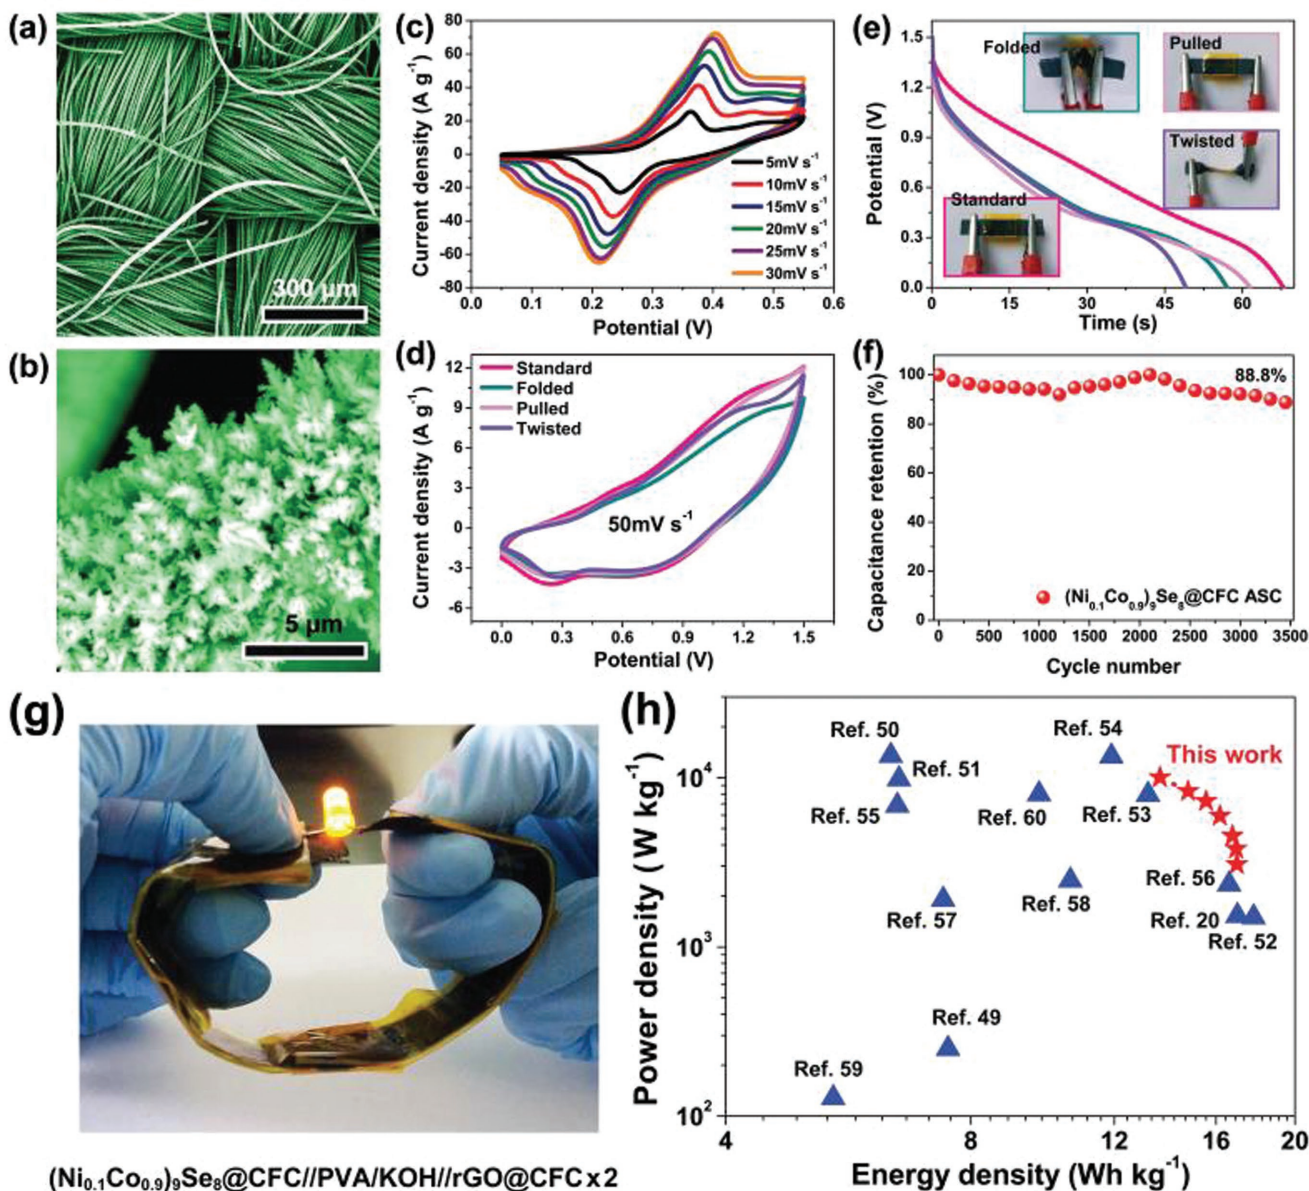 (a)
300 µm
(b)
5 µm
(c)
Current density (A g⁻¹)
80
60
40
20
0
-20
-40
-60
-80
0.0
0.1
0.2
0.3
0.4
0.5
0.6
Potential (V)
5mV s⁻¹
10mV s⁻¹
15mV s⁻¹
20mV s⁻¹
25mV s⁻¹
30mV s⁻¹
(d)
Current density (A g⁻¹)
12
9
6
3
0
-3
-6
Standard
Folded
Pulled
Twisted
50mV s⁻¹
0.0
0.3
0.6
0.9
1.2
1.5
Potential (V)
(e)
Potential (V)
1.5
1.2
0.9
0.6
0.3
0.0
Folded
Pulled
Twisted
Standard
0
15
30
45
60
Time (s)
(f)
Capacitance retention (%)
100
80
60
40
20
0
88.8%
(Ni₀.₁Co₀.₉)₉Se₈@CFC ASC
0
500
1000
1500
2000
2500
3000
3500
Cycle number
(g)
(Ni₀.₁Co₀.₉)₉Se₈@CFC//PVA/KOH//rGO@CFC x 2
(h)
Power density (W kg⁻¹)
10⁴
10³
10²
Ref. 50
Ref. 54
This work
Ref. 51
Ref. 55
Ref. 60
Ref. 53
Ref. 56
Ref. 58
Ref. 57
Ref. 20
Ref. 52
Ref. 49
Ref. 59
4
8
12
16
20
Energy density (Wh kg⁻¹)